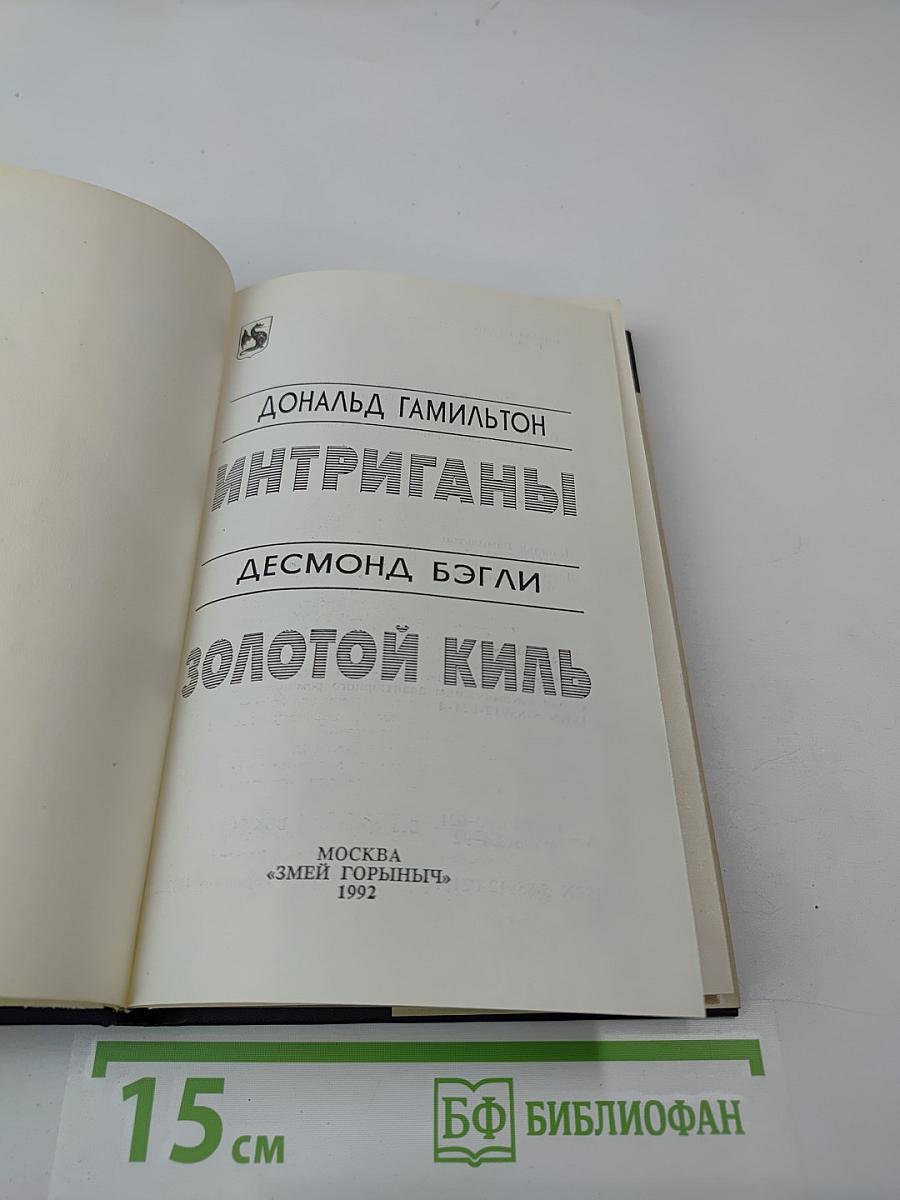 ДОНАЛЬД ГАМИЛЬТОН
ИНТРИГАНЫ
ДЕСМОНД БЭГЛИ
ЗОЛОТОЙ КИЛЬ
МОСКВА
«ЗМЕЙ ГОРЫНЫЧ»
1992
15 см
БФ БИБЛИОФАН